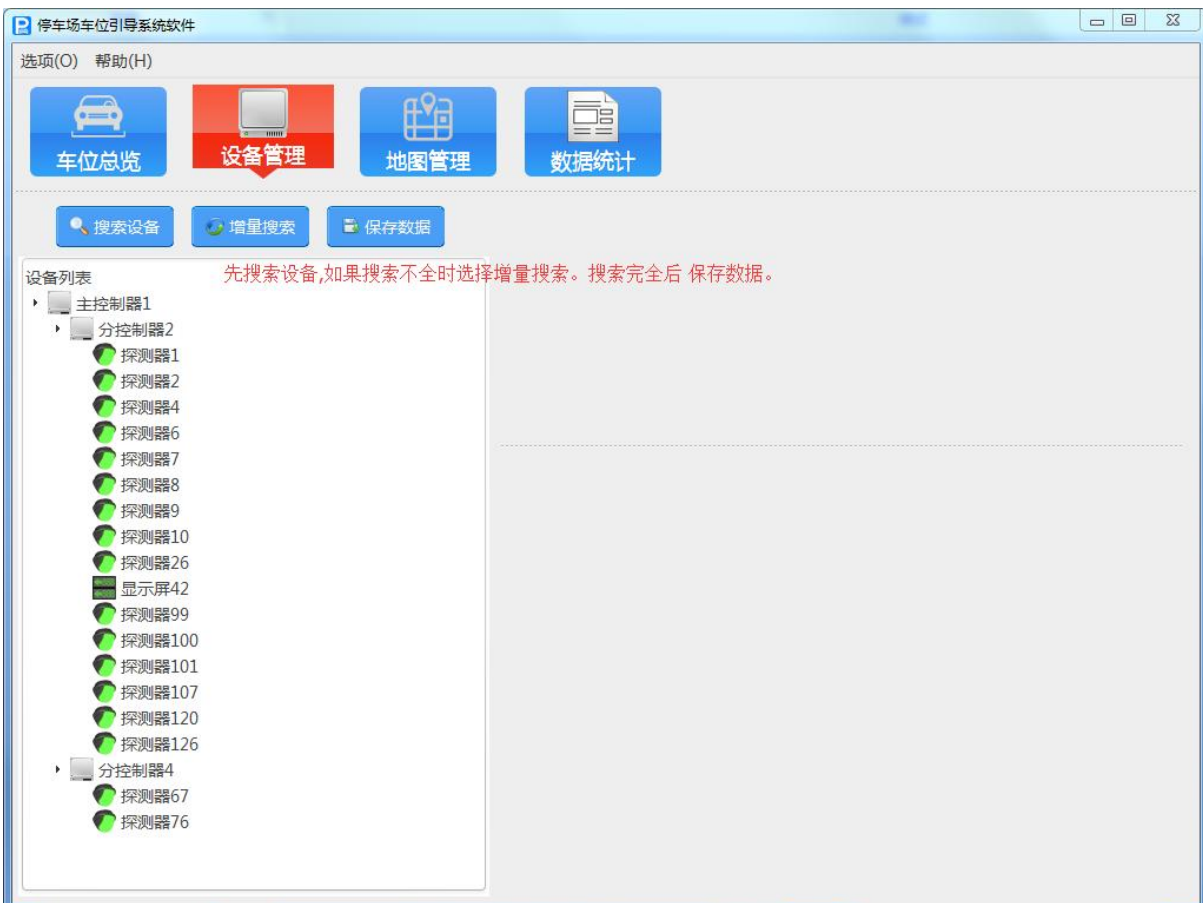 停车场车位引导系统软件
选项(O) 帮助(H)
车位总览 设备管理 地图管理 数据统计
搜索设备 增量搜索 保存数据
先搜索设备,如果搜索不全时选择增量搜索。搜索完全后 保存数据。
设备列表
主控制器1
分控制器2
探测器1
探测器2
探测器4
探测器6
探测器7
探测器8
探测器9
探测器10
探测器26
显示屏42
探测器99
探测器100
探测器101
探测器107
探测器120
探测器126
分控制器4
探测器67
探测器76